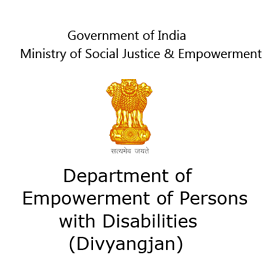 Government of India
Ministry of Social Justice & Empowerment
सत्यमेव जयते
Department of
Empowerment of Persons
with Disabilities
(Divyangjan)